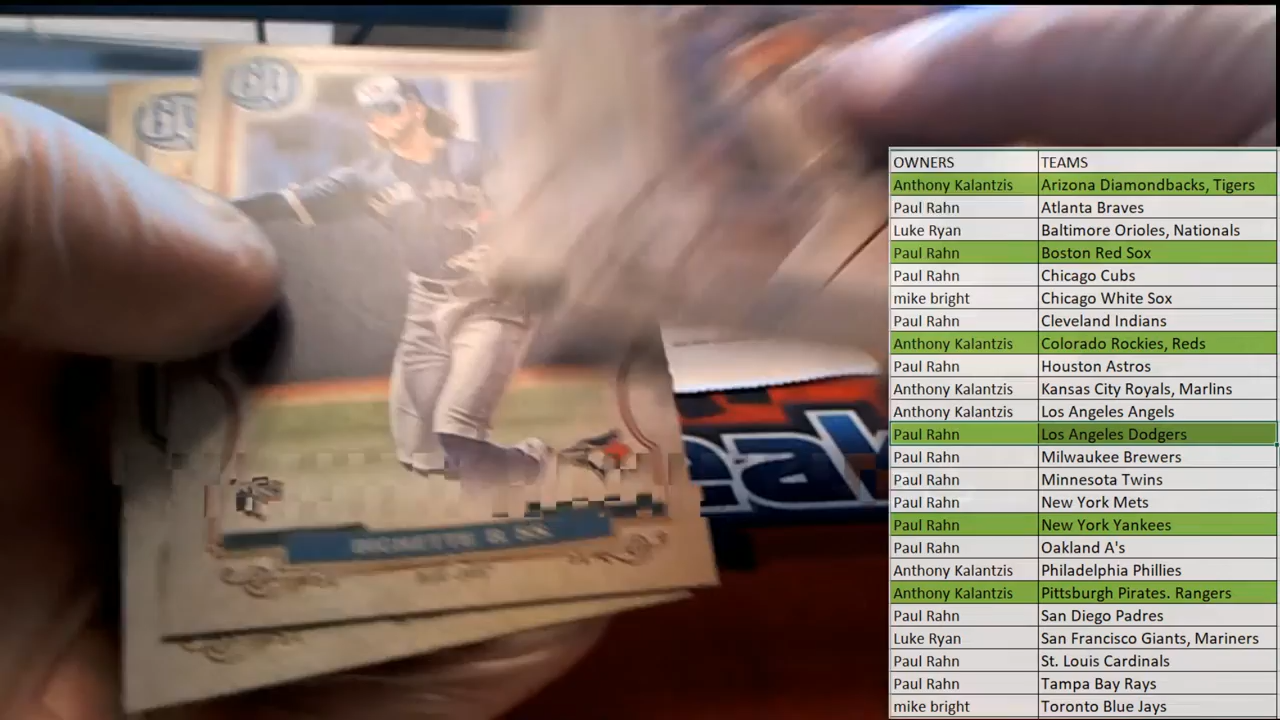 GQ
GQ
BICHETTE B. SS
eak
OWNERS TEAMS
Anthony Kalantzis Arizona Diamondbacks, Tigers
Paul Rahn Atlanta Braves
Luke Ryan Baltimore Orioles, Nationals
Paul Rahn Boston Red Sox
Paul Rahn Chicago Cubs
mike bright Chicago White Sox
Paul Rahn Cleveland Indians
Anthony Kalantzis Colorado Rockies, Reds
Paul Rahn Houston Astros
Anthony Kalantzis Kansas City Royals, Marlins
Anthony Kalantzis Los Angeles Angels
Paul Rahn Los Angeles Dodgers
Paul Rahn Milwaukee Brewers
Paul Rahn Minnesota Twins
Paul Rahn New York Mets
Paul Rahn New York Yankees
Paul Rahn Oakland A's
Anthony Kalantzis Philadelphia Phillies
Anthony Kalantzis Pittsburgh Pirates. Rangers
Paul Rahn San Diego Padres
Luke Ryan San Francisco Giants, Mariners
Paul Rahn St. Louis Cardinals
Paul Rahn Tampa Bay Rays
mike bright Toronto Blue Jays